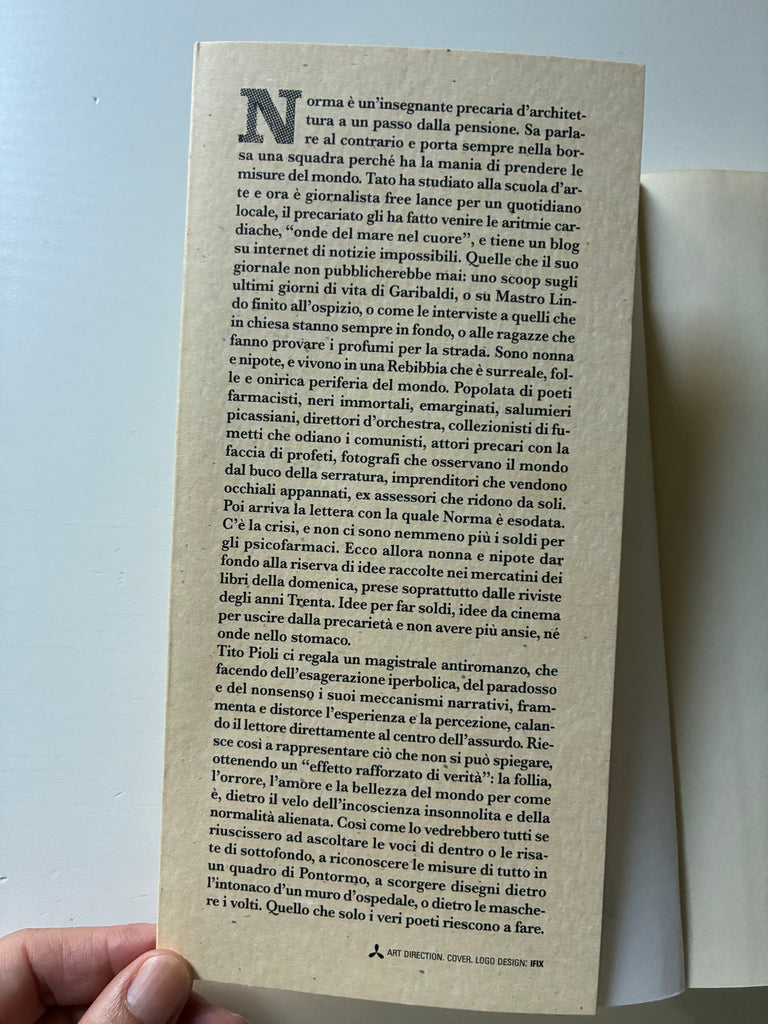 Norma è un'insegnante precaria d'architet-
tura a un passo dalla pensione. Sa parla-
re al contrario e porta sempre nella bor-
sa una squadra perché ha la mania di prendere le
misure del mondo. Tato ha studiato alla scuola d'ar-
te e ora è giornalista free lance per un quotidiano
locale, il precariato gli ha fatto venire le aritmie car-
diache, “onde del mare nel cuore”, e tiene un blog
su internet di notizie impossibili. Quelle che il suo
giornale non pubblicherebbe mai: uno scoop sugli
ultimi giorni di vita di Garibaldi, o su Mastro Lin-
do finito all'ospizio, o come le interviste a quelli che
in chiesa stanno sempre in fondo, o alle ragazze che
fanno provare i profumi per la strada. Sono nonna
e nipote, e vivono in una Rebibbia che è surreale, fol-
le e onirica periferia del mondo. Popolata di poeti
farmacisti, neri immortali, emarginati, salumieri
picassiani, direttori d'orchestra, collezionisti di fu-
metti che odiano i comunisti, attori precari con la
faccia di profeti, fotografi che osservano il mondo
dal buco della serratura, imprenditori che vendono
occhiali appannati, ex assessori che ridono da soli.
Poi arriva la lettera con la quale Norma è esodata.
C'è la crisi, e non ci sono nemmeno più i soldi per
gli psicofarmaci. Ecco allora nonna e nipote dar
fondo alla riserva di idee raccolte nei mercatini dei
libri della domenica, prese soprattutto dalle riviste
degli anni Trenta. Idee per far soldi, idee da cinema
per uscire dalla precarietà e non avere più ansie, né
onde nello stomaco.
Tito Pioli ci regala un magistrale antiromanzo, che
facendo dell'esagerazione iperbolica, del paradosso
e del nonsenso i suoi meccanismi narrativi, fram-
menta e distorce l'esperienza e la percezione, calan-
do il lettore direttamente al centro dell'assurdo. Rie-
sce così a rappresentare ciò che non si può spiegare,
ottenendo un “effetto rafforzato di verità”: la follia,
l'orrore, l'amore e la bellezza del mondo per come
è, dietro il velo dell'incoscienza insonnolita e della
normalità alienata. Così come lo vedrebbero tutti se
riuscissero ad ascoltare le voci di dentro o le risa-
te di sottofondo, a riconoscere le misure di tutto in
un quadro di Pontormo, a scorgere disegni dietro
l'intonaco d'un muro d'ospedale, o dietro le masche-
re i volti. Quello che solo i veri poeti riescono a fare.
ART DIRECTION. COVER. LOGO DESIGN: IFIX